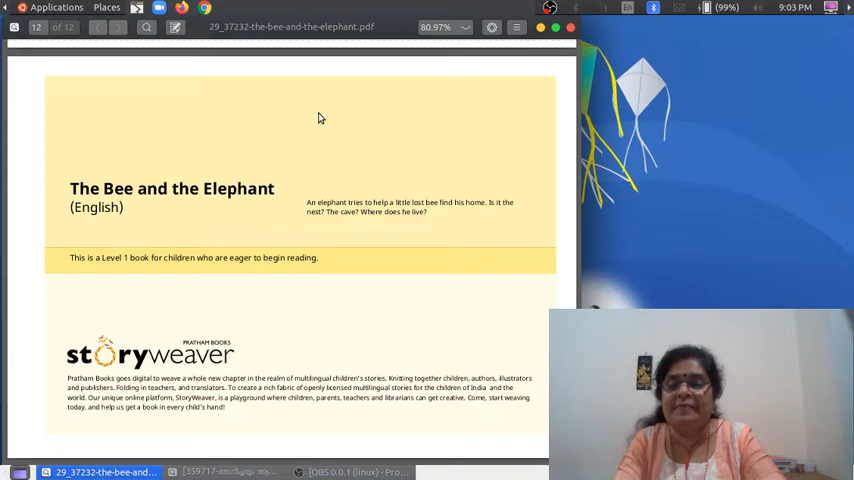 Applications Places En (99%) 9:03 PM
12 of 12 29_37232-the-bee-and-the-elephant.pdf 80.97%
The Bee and the Elephant
(English)
An elephant tries to help a little lost bee find his home. Is it the
nest? The cave? Where does he live?
This is a Level 1 book for children who are eager to begin reading.
PRATHAM BOOKS
storyweaver
Pratham Books goes digital to weave a whole new chapter in the realm of multilingual children's stories. Knitting together children, authors, illustrators
and publishers. Folding in teachers, and translators. To create a rich fabric of openly licensed multilingual stories for the children of India and the
world. Our unique online platform, StoryWeaver, is a playground where children, parents, teachers and librarians can get creative. Come, start weaving
today, and help us get a book in every child's hand!
29_37232-the-bee-and-... [359717-തേനീച്ചയും ആ... [OBS 0.0.1 (linux) - Pro...